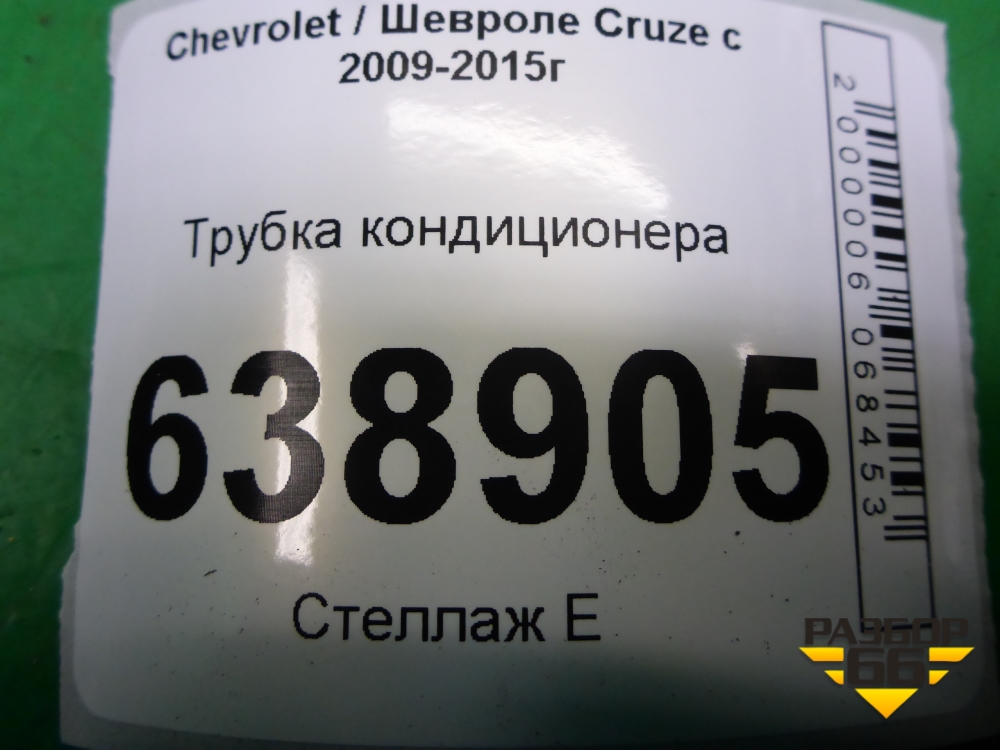 Chevrolet / Шевроле Cruze с
2009-2015г
Трубка кондиционера
638905
Стеллаж Е
2000006068453
РАЗБОР
66